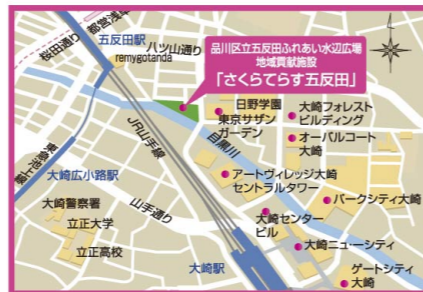 都営浅草
桜田通り
五反田駅
八ツ山通り
remygotanda
品川区立五反田ふれあい水辺広場
地域貢献施設
「さくらてらす五反田」
日野学園
東京サザン
ガーデン
大崎フォレスト
ビルディング
オーバルコート
大崎
目黒川
JR山手線
東急池上線
大崎広小路駅
アートヴィレッジ大崎
セントラルタワー
パークシティ大崎
大崎警察署
立正大学
立正高校
山手通り
大崎センター
ビル
大崎ニューシティ
大崎駅
ゲートシティ
大崎